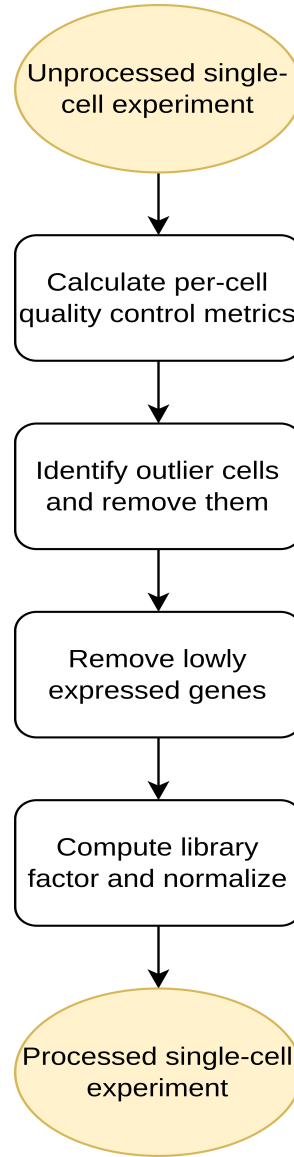 Unprocessed single-
cell experiment
Calculate per-cell
quality control metrics
Identify outlier cells
and remove them
Remove lowly
expressed genes
Compute library
factor and normalize
Processed single-cell
experiment